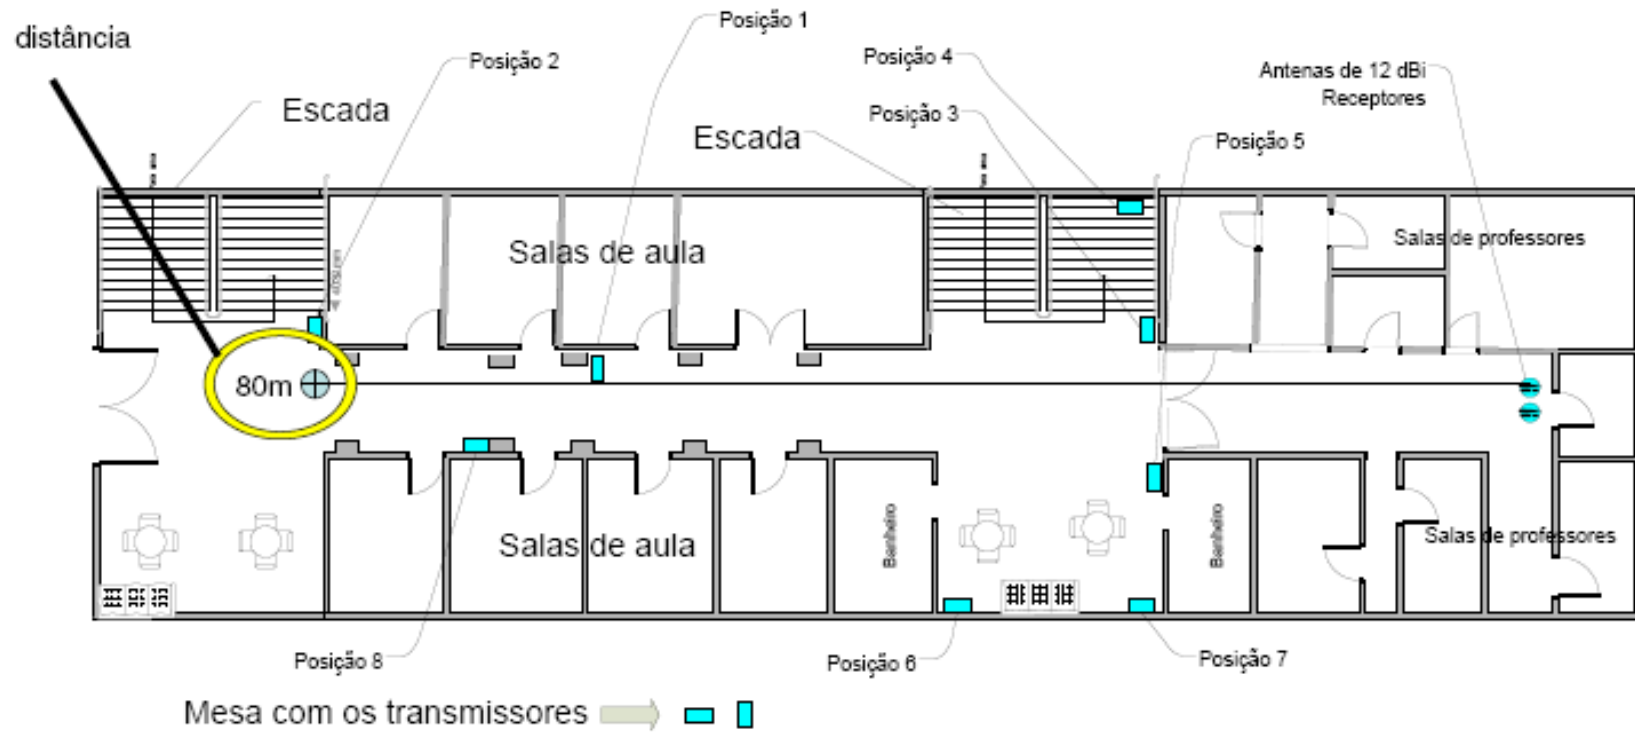 Posição 1
distância
Posição 2
Posição 4
Antenas de 12 dBi
Receptores
Escada
Posição 3
Escada
Posição 5
Salas de aula
Salas de professores
80m
Salas de aula
Banheiro
Banheiro
Salas de professores
Posição 8
Posição 6
Posição 7
Mesa com os transmissores